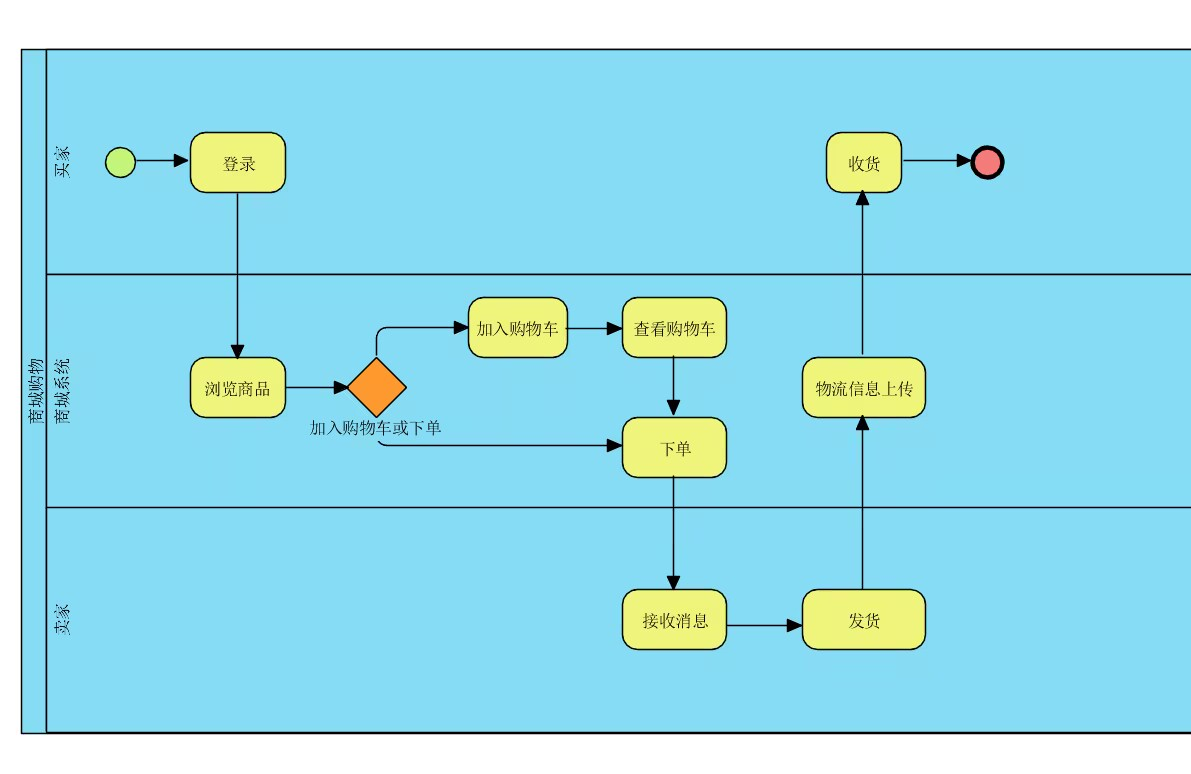 商城购物
买家
登录
收货
商城系统
加入购物车
查看购物车
浏览商品
物流信息上传
加入购物车或下单
下单
卖家
接收消息
发货